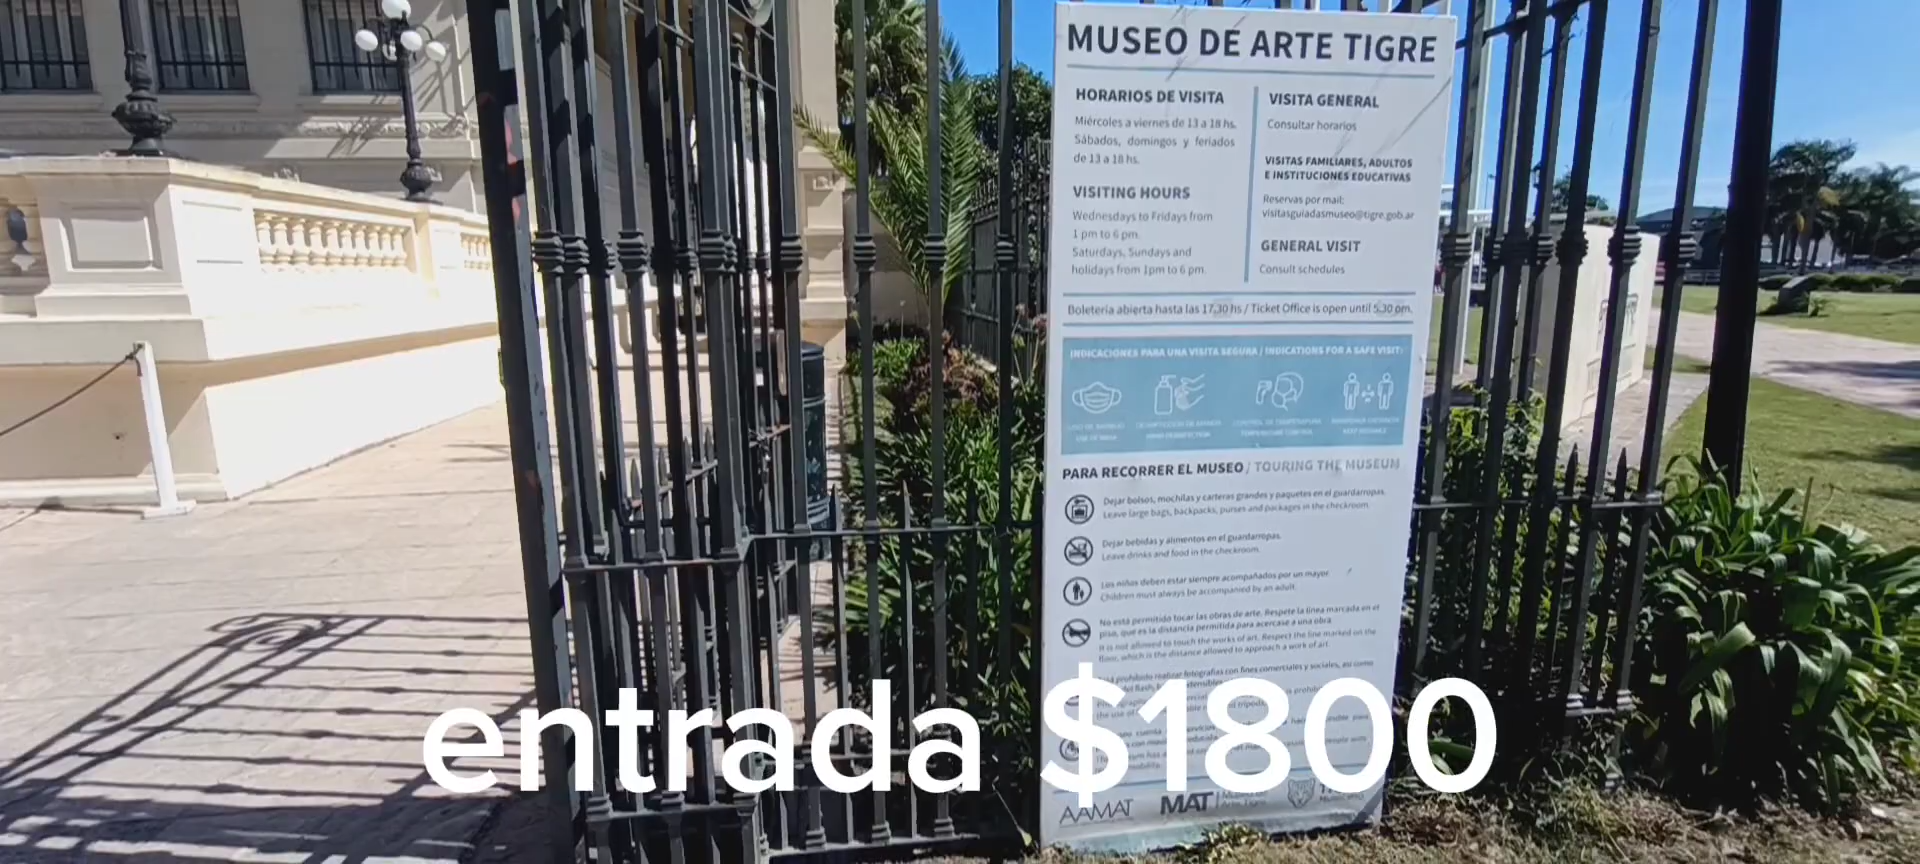 MUSEO DE ARTE TIGRE
HORARIOS DE VISITA
Miércoles a viernes de 13 a 18 hs.
Sábados, domingos y feriados
de 13 a 18 hs.
VISITING HOURS
Wednesdays to Fridays from
1 pm to 6 pm.
Saturdays, Sundays and
holidays from 1pm to 6 pm.
VISITA GENERAL
Consultar horarios
VISITAS FAMILIARES, ADULTOS
E INSTITUCIONES EDUCATIVAS
Reservas por mail:
visitasguiadasmuseo@tigre.gob.ar
GENERAL VISIT
Consult schedules
Boletería abierta hasta las 17,30 hs / Ticket Office is open until 5:30 pm.
INDICACIONES PARA UNA VISITA SEGURA / INDICATIONS FOR A SAFE VISIT:
PARA RECORRER EL MUSEO / TOURING THE MUSEUM
Dejar bolsos, mochilas y carteras grandes y paquetes en el guardarropas.
Leave large bags, backpacks, purses and packages in the checkroom.
Dejar bebidas y alimentos en el guardarropas.
Leave drinks and food in the checkroom.
Los niños deben estar siempre acompañados por un mayor
Children must always be accompanied by an adult.
No está permitido tocar las obras de arte. Respete la línea marcada en el
piso, que es la distancia permitida para acercase a una obra
It is not allowed to touch the works of art. Respect the line marked on the
floor, which is the distance allowed to approach a work of art
prohibido realizar fotografías con fines comerciales y sociales, así como
entrada $1800
AAMAT
MAT